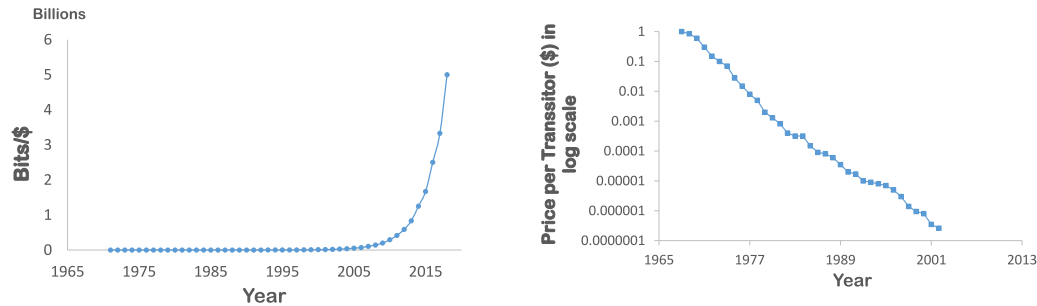 Billions
Bits/$
6
5
4
3
2
1
0
1965 1975 1985 1995 2005 2015
Year
Price per Transsitor ($) in
log scale
1
0.1
0.01
0.001
0.0001
0.00001
0.000001
0.0000001
1965 1977 1989 2001 2013
Year